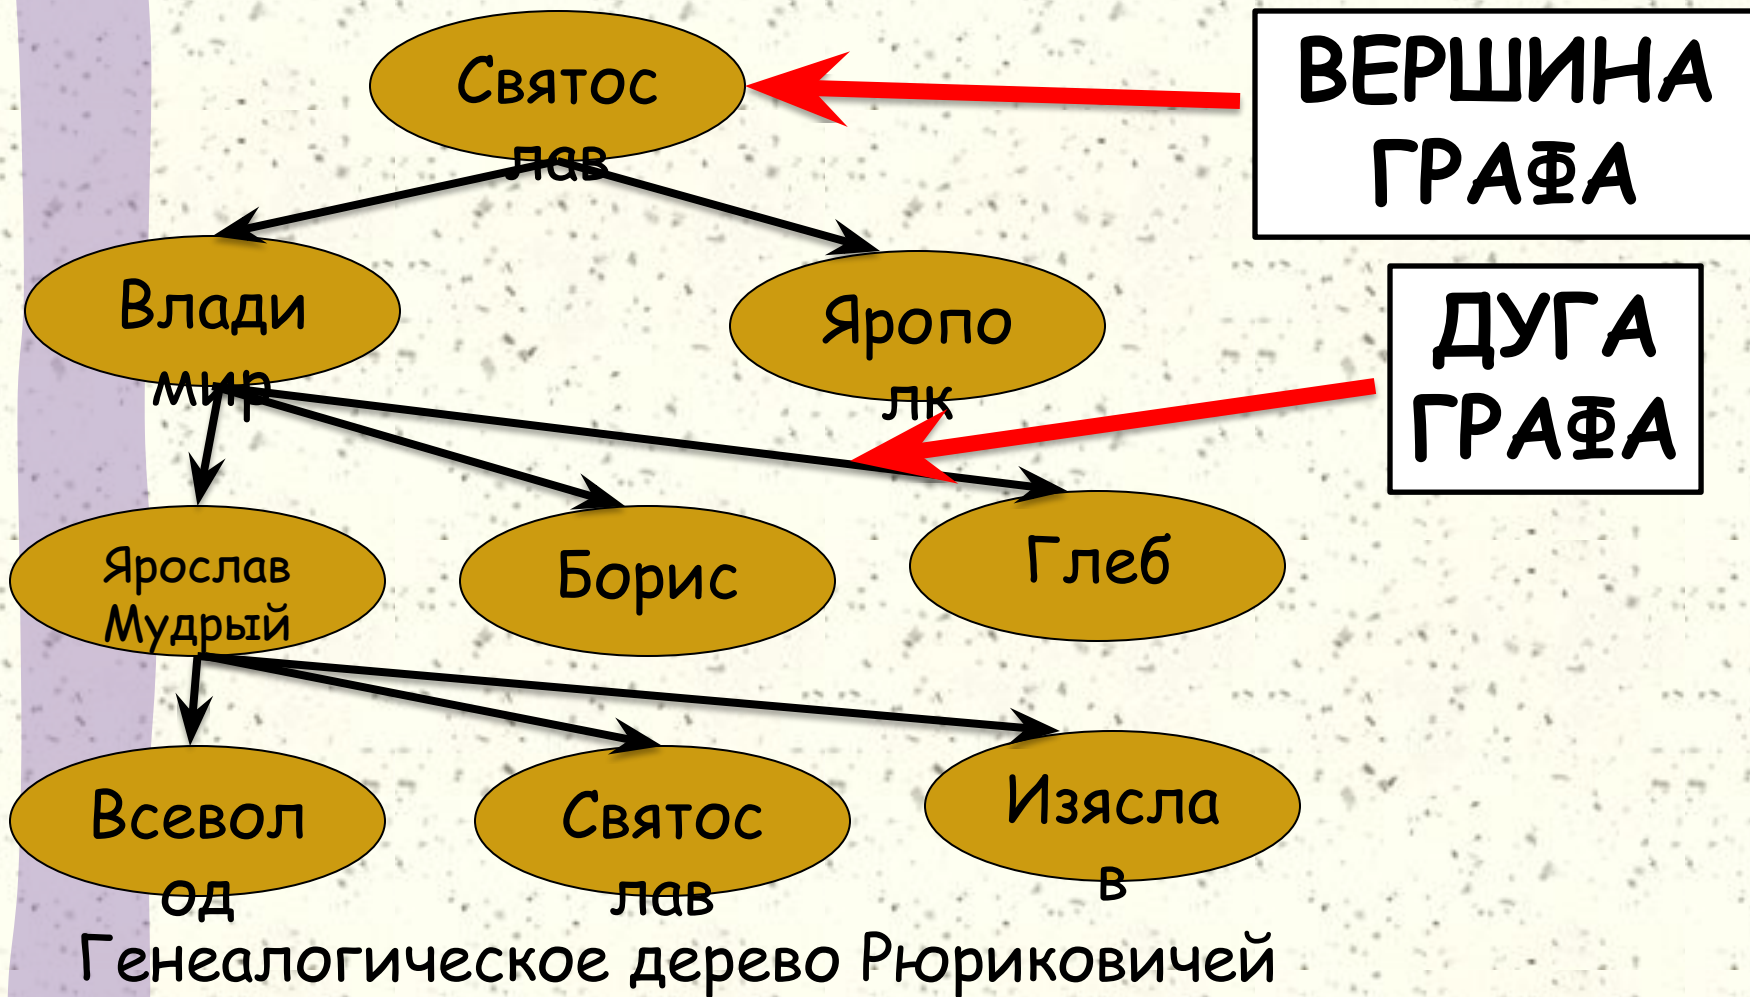 Святос
лав
ВЕРШИНА
ГРАФА
Влади
мир
Яропо
лк
ДУГА
ГРАФА
Ярослав
Мудрый
Борис
Глеб
Всевол
од
Святос
лав
Изясла
в
Генеалогическое дерево Рюриковичей